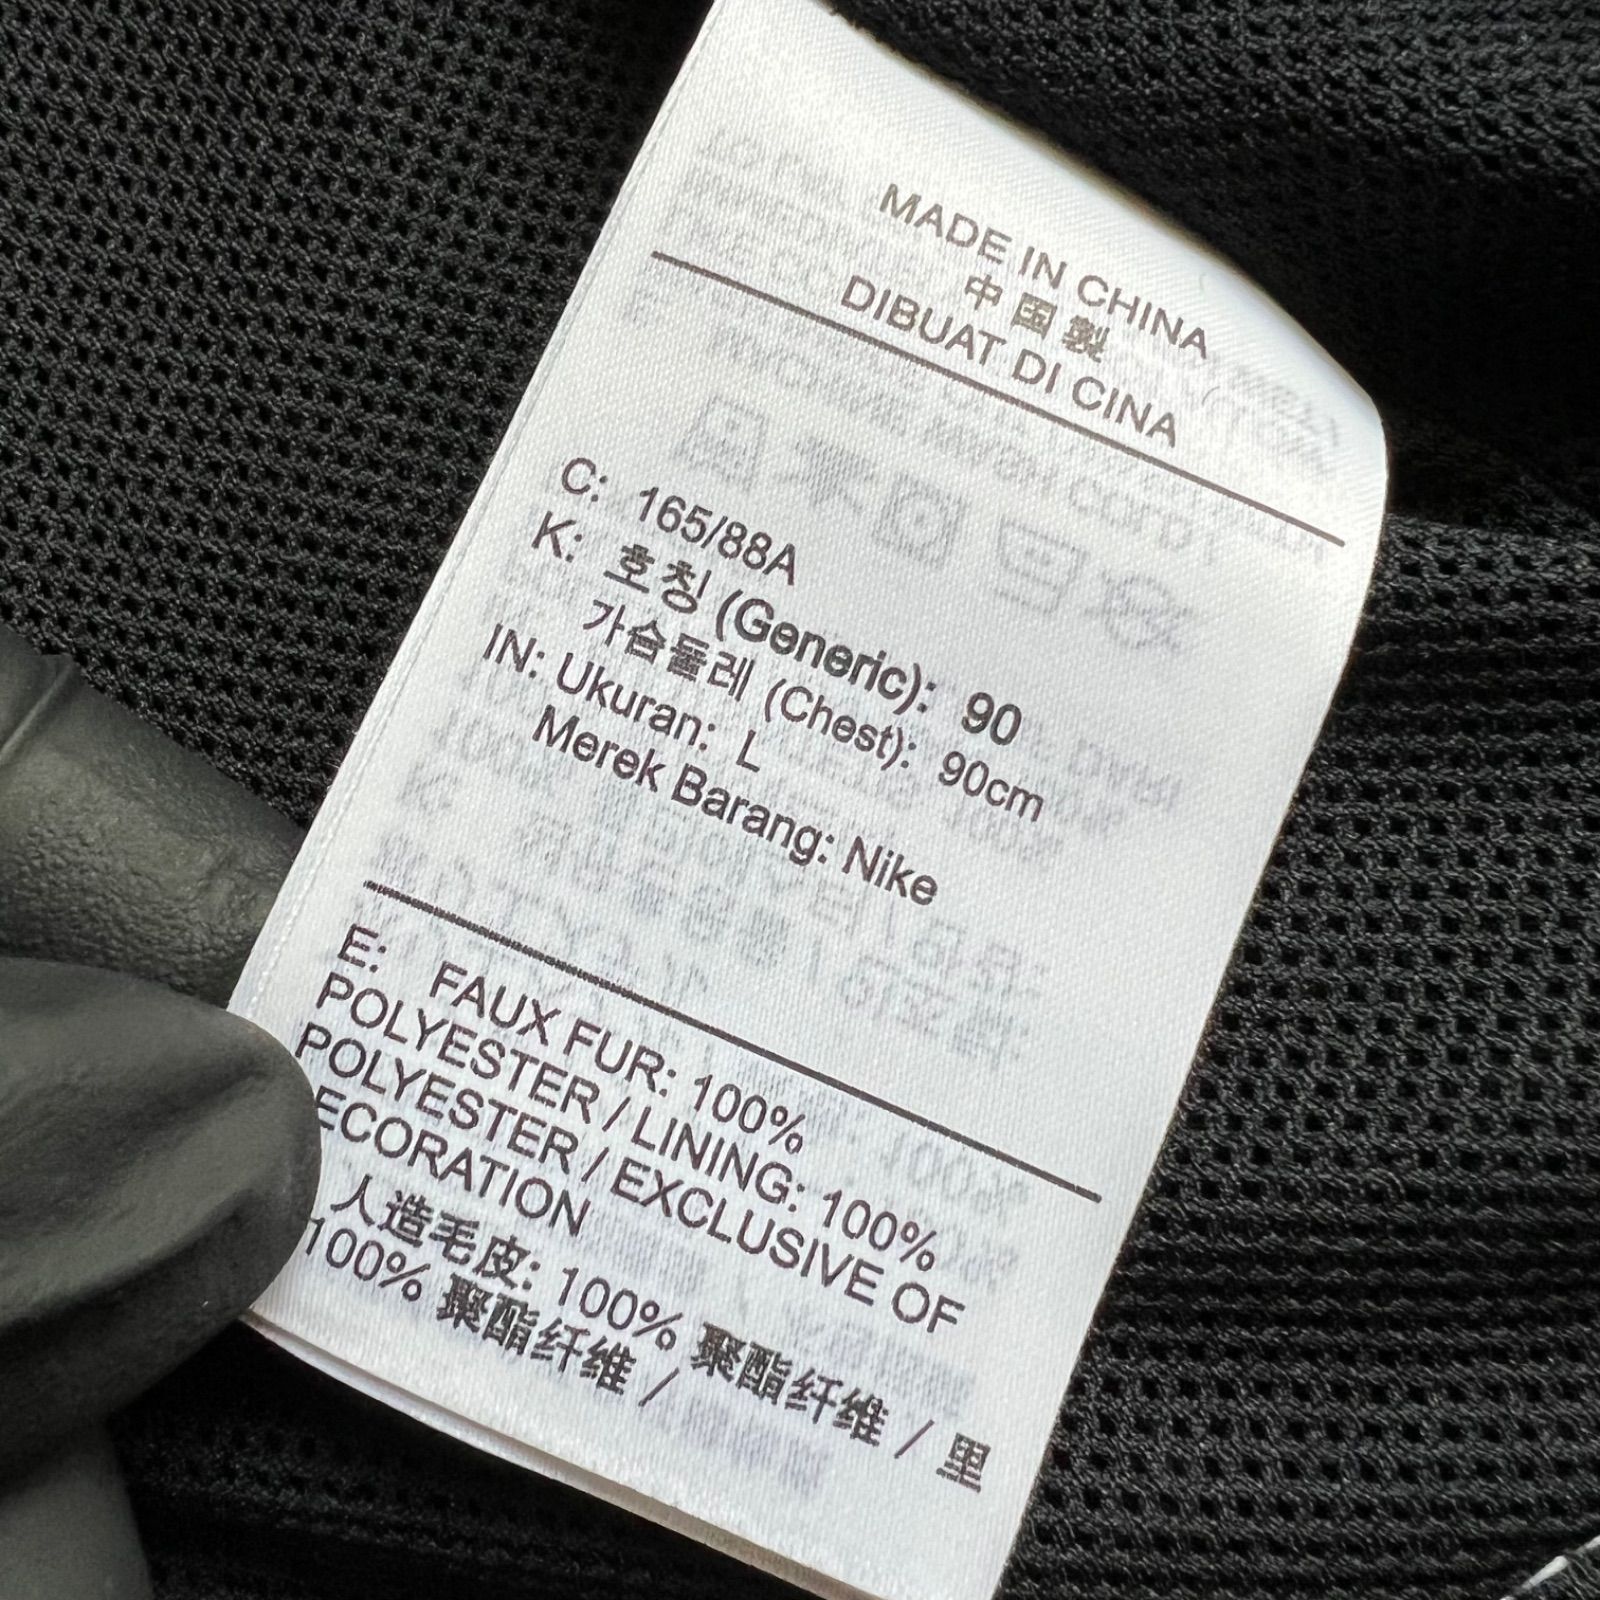 MADE IN CHINA
中国製
DIBUAT DI CINA
C: 165/88A
K: 호칭 (Generic): 90
가슴둘레 (Chest): 90cm
IN: Ukuran: L
Merek Barang: Nike
E: FAUX FUR: 100%
POLYESTER / LINING: 100%
POLYESTER / EXCLUSIVE OF
ECORATION
人造毛皮: 100% 聚酯纤维 / 里
100% 聚酯纤维 /